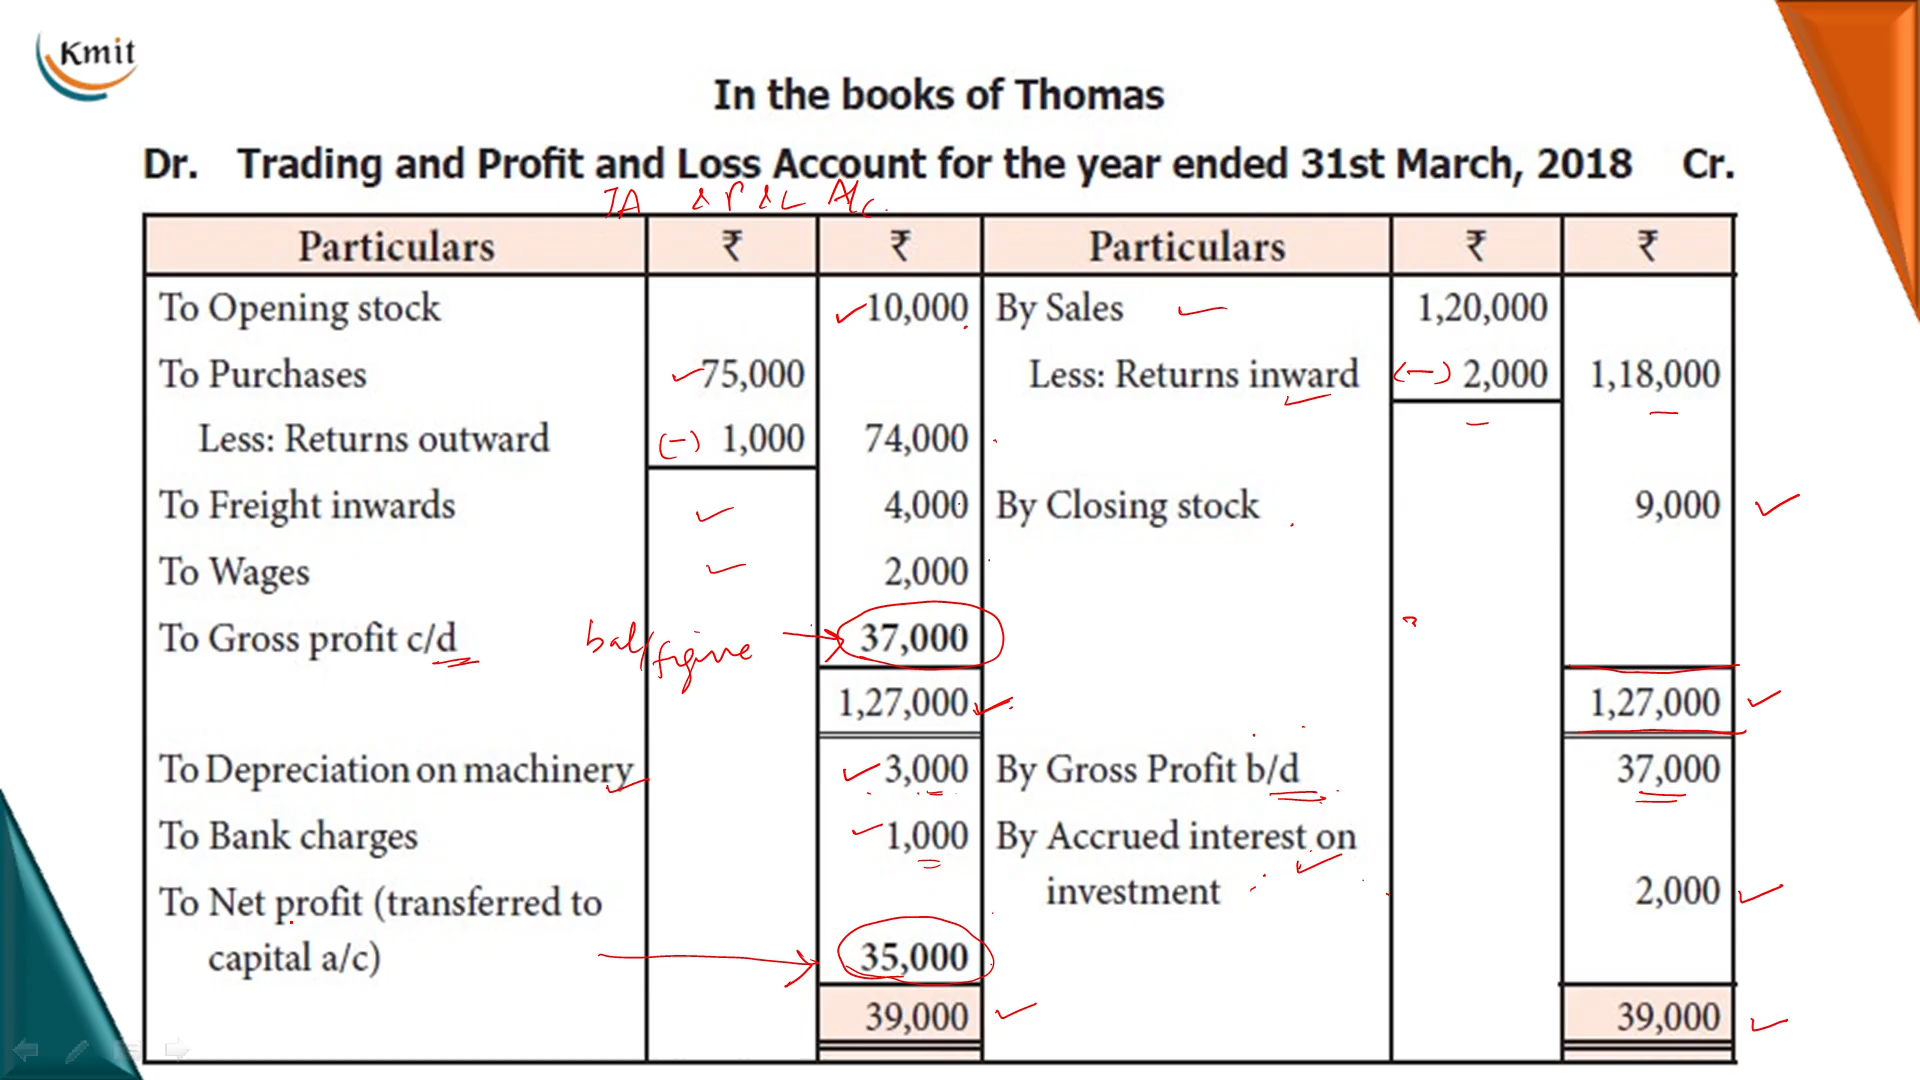 Kmit
In the books of Thomas
Dr. Trading and Profit and Loss Account for the year ended 31st March, 2018 Cr.
TA & P & L A/c
Particulars ₹ ₹ Particulars ₹ ₹
To Opening stock 10,000 By Sales 1,20,000
To Purchases 75,000 Less: Returns inward (-) 2,000 1,18,000
Less: Returns outward (-) 1,000 74,000
To Freight inwards 4,000 By Closing stock 9,000
To Wages 2,000
To Gross profit c/d bal/figure 37,000
1,27,000 1,27,000
To Depreciation on machinery 3,000 By Gross Profit b/d 37,000
To Bank charges 1,000 By Accrued interest on
investment 2,000
To Net profit (transferred to
capital a/c) 35,000
39,000 39,000